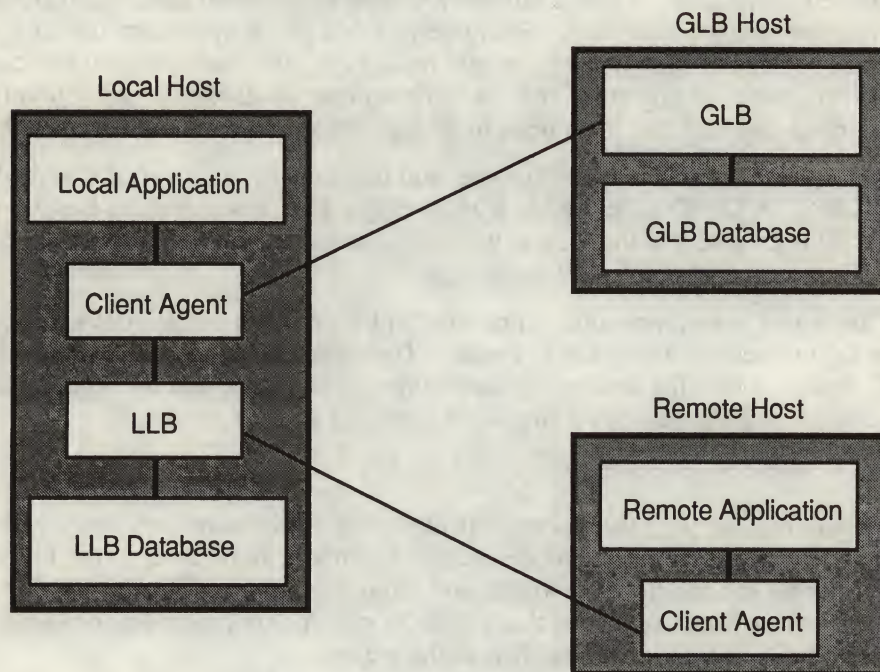 Local Host
Local Application
Client Agent
LLB
LLB Database
GLB Host
GLB
GLB Database
Remote Host
Remote Application
Client Agent